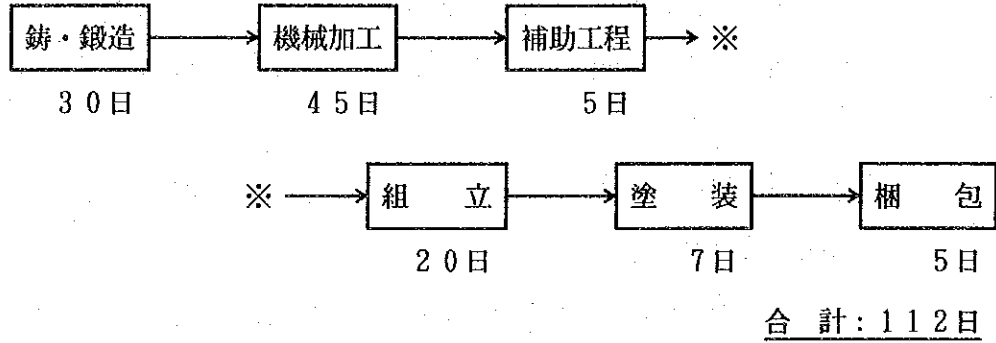 鋳・鍛造 機械加工 補助工程 ※
30日 45日 5日
※ 組立 塗装 梱包
20日 7日 5日
合計：112日